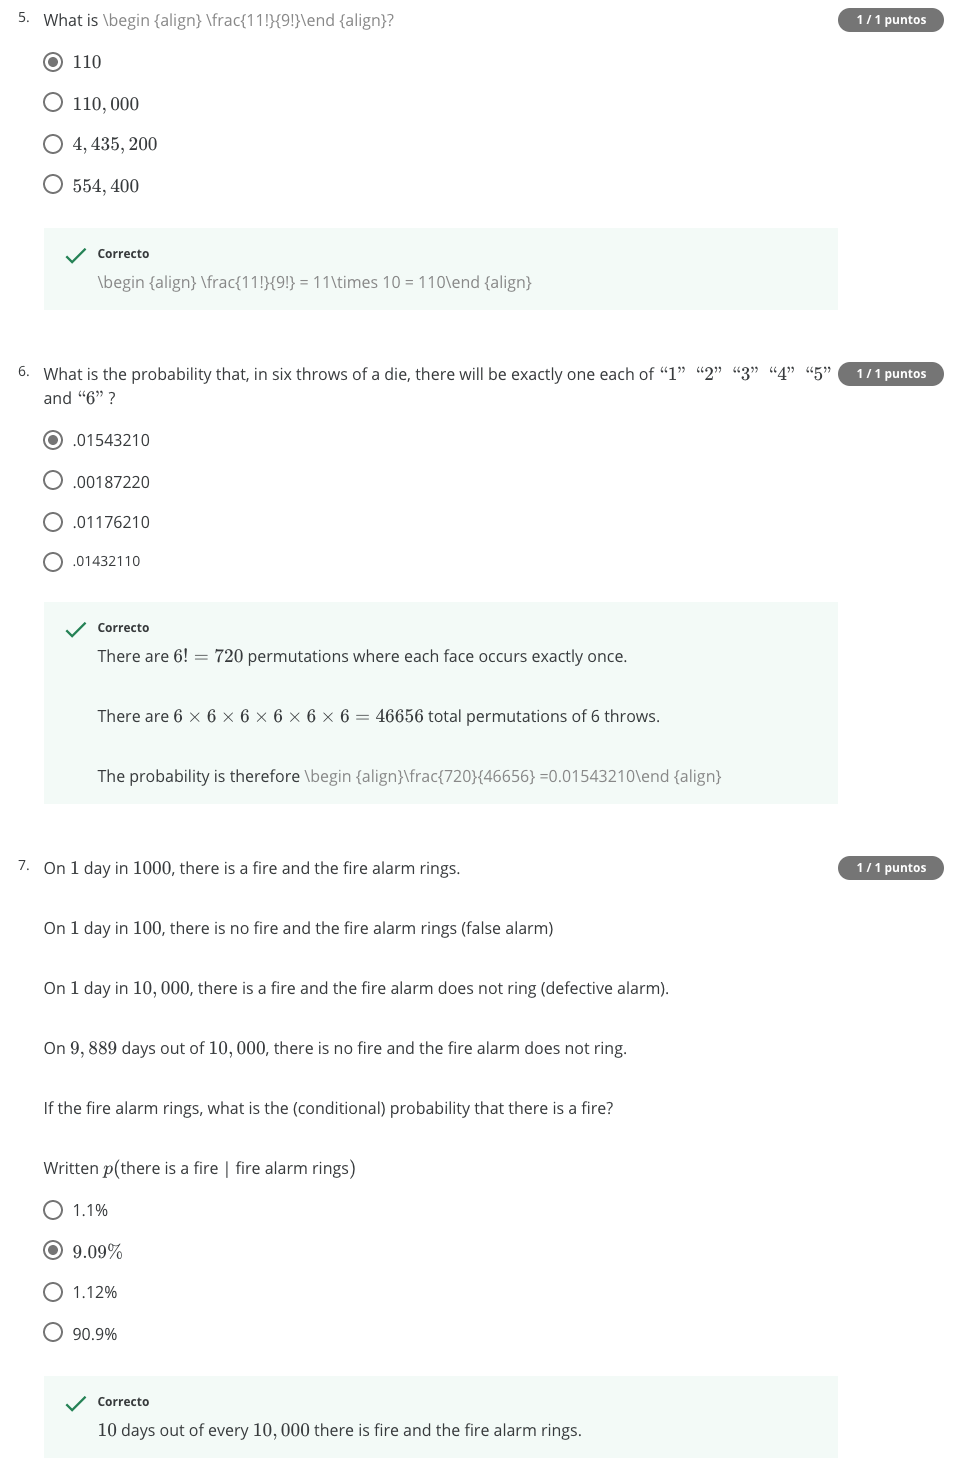 5. What is \begin {align} \frac{11!}{9!}\end {align}?
1 / 1 puntos
110
110, 000
4, 435, 200
554, 400
Correcto
\begin {align} \frac{11!}{9!} = 11\times 10 = 110\end {align}
6. What is the probability that, in six throws of a die, there will be exactly one each of “1” “2” “3” “4” “5”
1 / 1 puntos
and “6” ?
.01543210
.00187220
.01176210
.01432110
Correcto
There are 6! = 720 permutations where each face occurs exactly once.
There are 6 × 6 × 6 × 6 × 6 × 6 = 46656 total permutations of 6 throws.
The probability is therefore \begin {align}\frac{720}{46656} =0.01543210\end {align}
7. On 1 day in 1000, there is a fire and the fire alarm rings.
1 / 1 puntos
On 1 day in 100, there is no fire and the fire alarm rings (false alarm)
On 1 day in 10, 000, there is a fire and the fire alarm does not ring (defective alarm).
On 9, 889 days out of 10, 000, there is no fire and the fire alarm does not ring.
If the fire alarm rings, what is the (conditional) probability that there is a fire?
Written p(there is a fire | fire alarm rings)
1.1%
9.09%
1.12%
90.9%
Correcto
10 days out of every 10, 000 there is fire and the fire alarm rings.